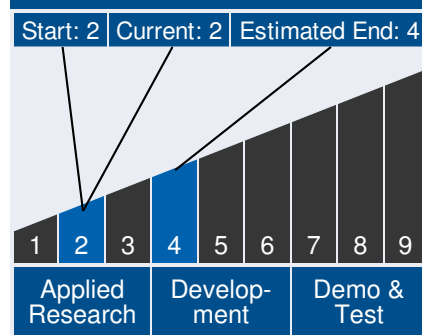 Start: 2 Current: 2 Estimated End: 4
1 2 3 4 5 6 7 8 9
Applied Research
Develop-
ment
Demo &
Test